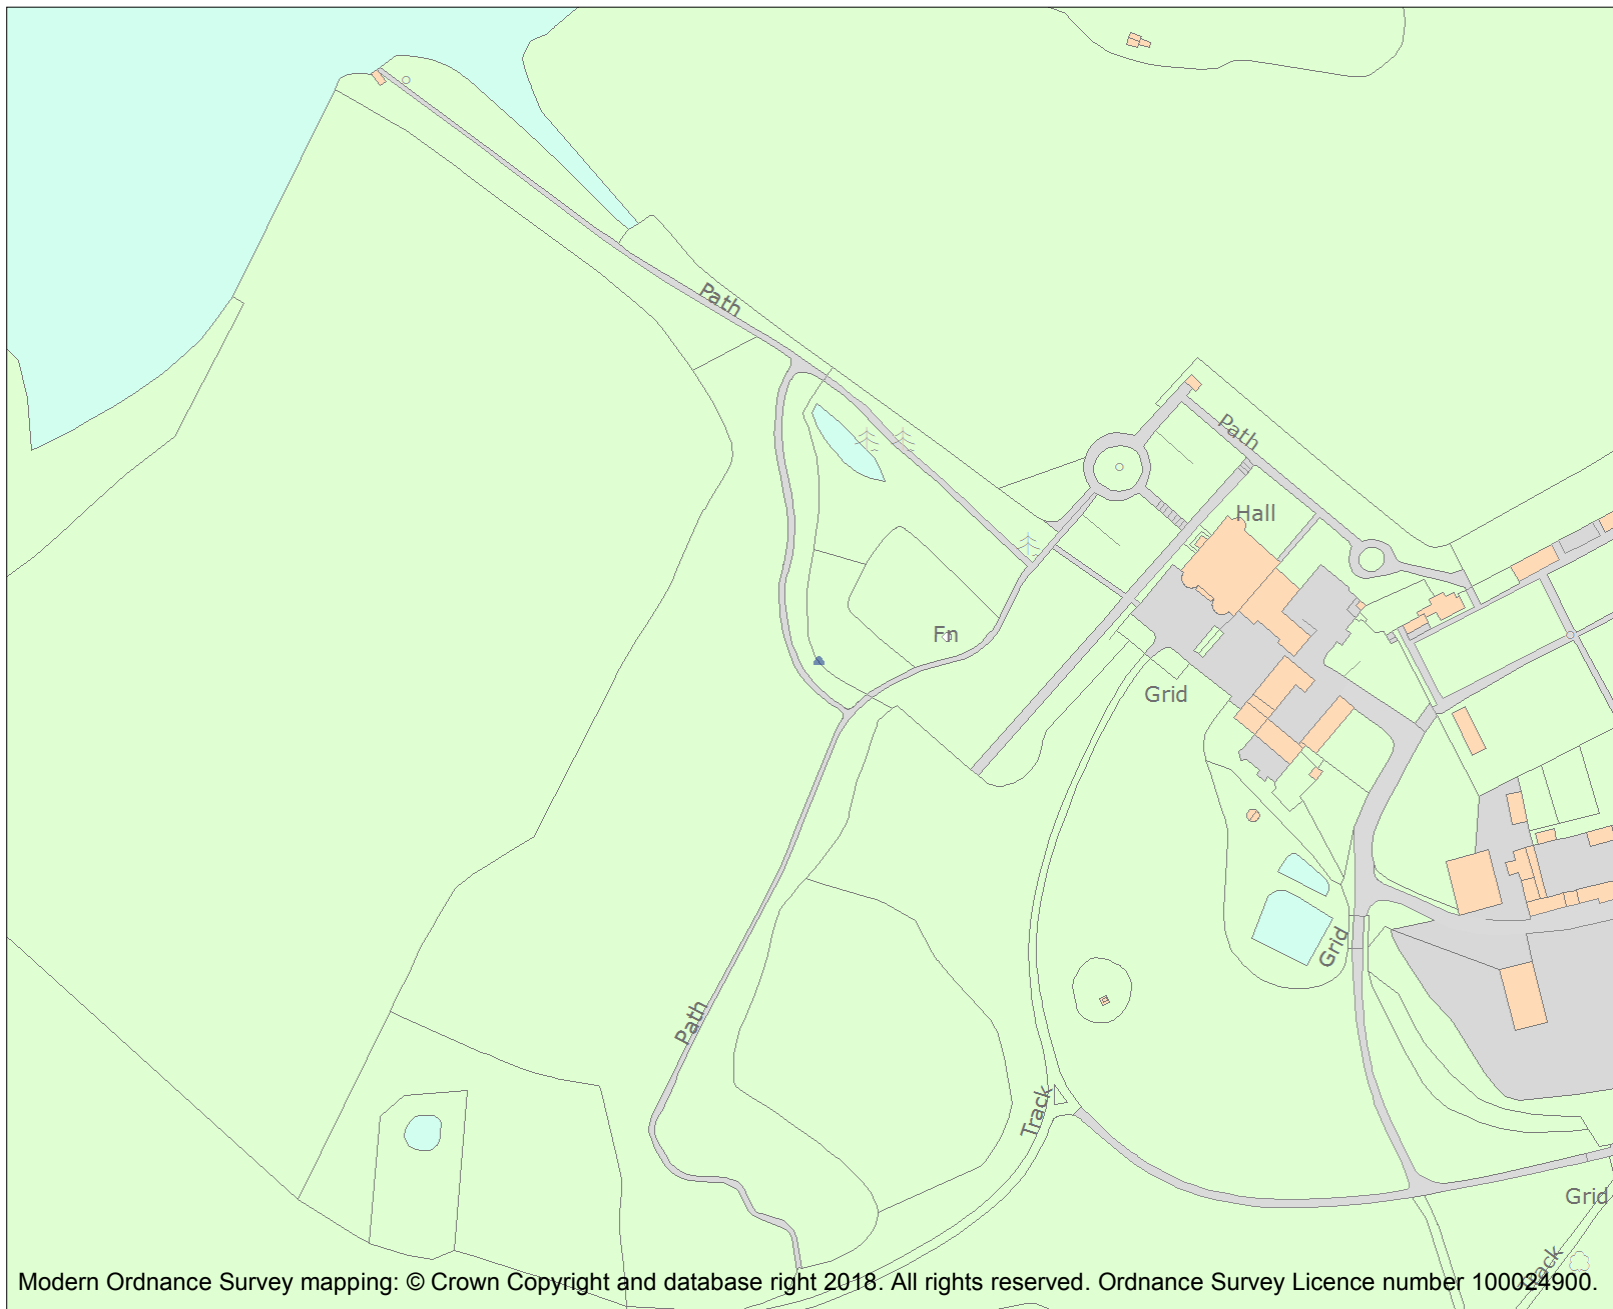 Path
Path
Hall
Fn
Grid
Grid
Path
Track
Grid
Track
Modern Ordnance Survey mapping: © Crown Copyright and database right 2018. All rights reserved. Ordnance Survey Licence number 100024900.